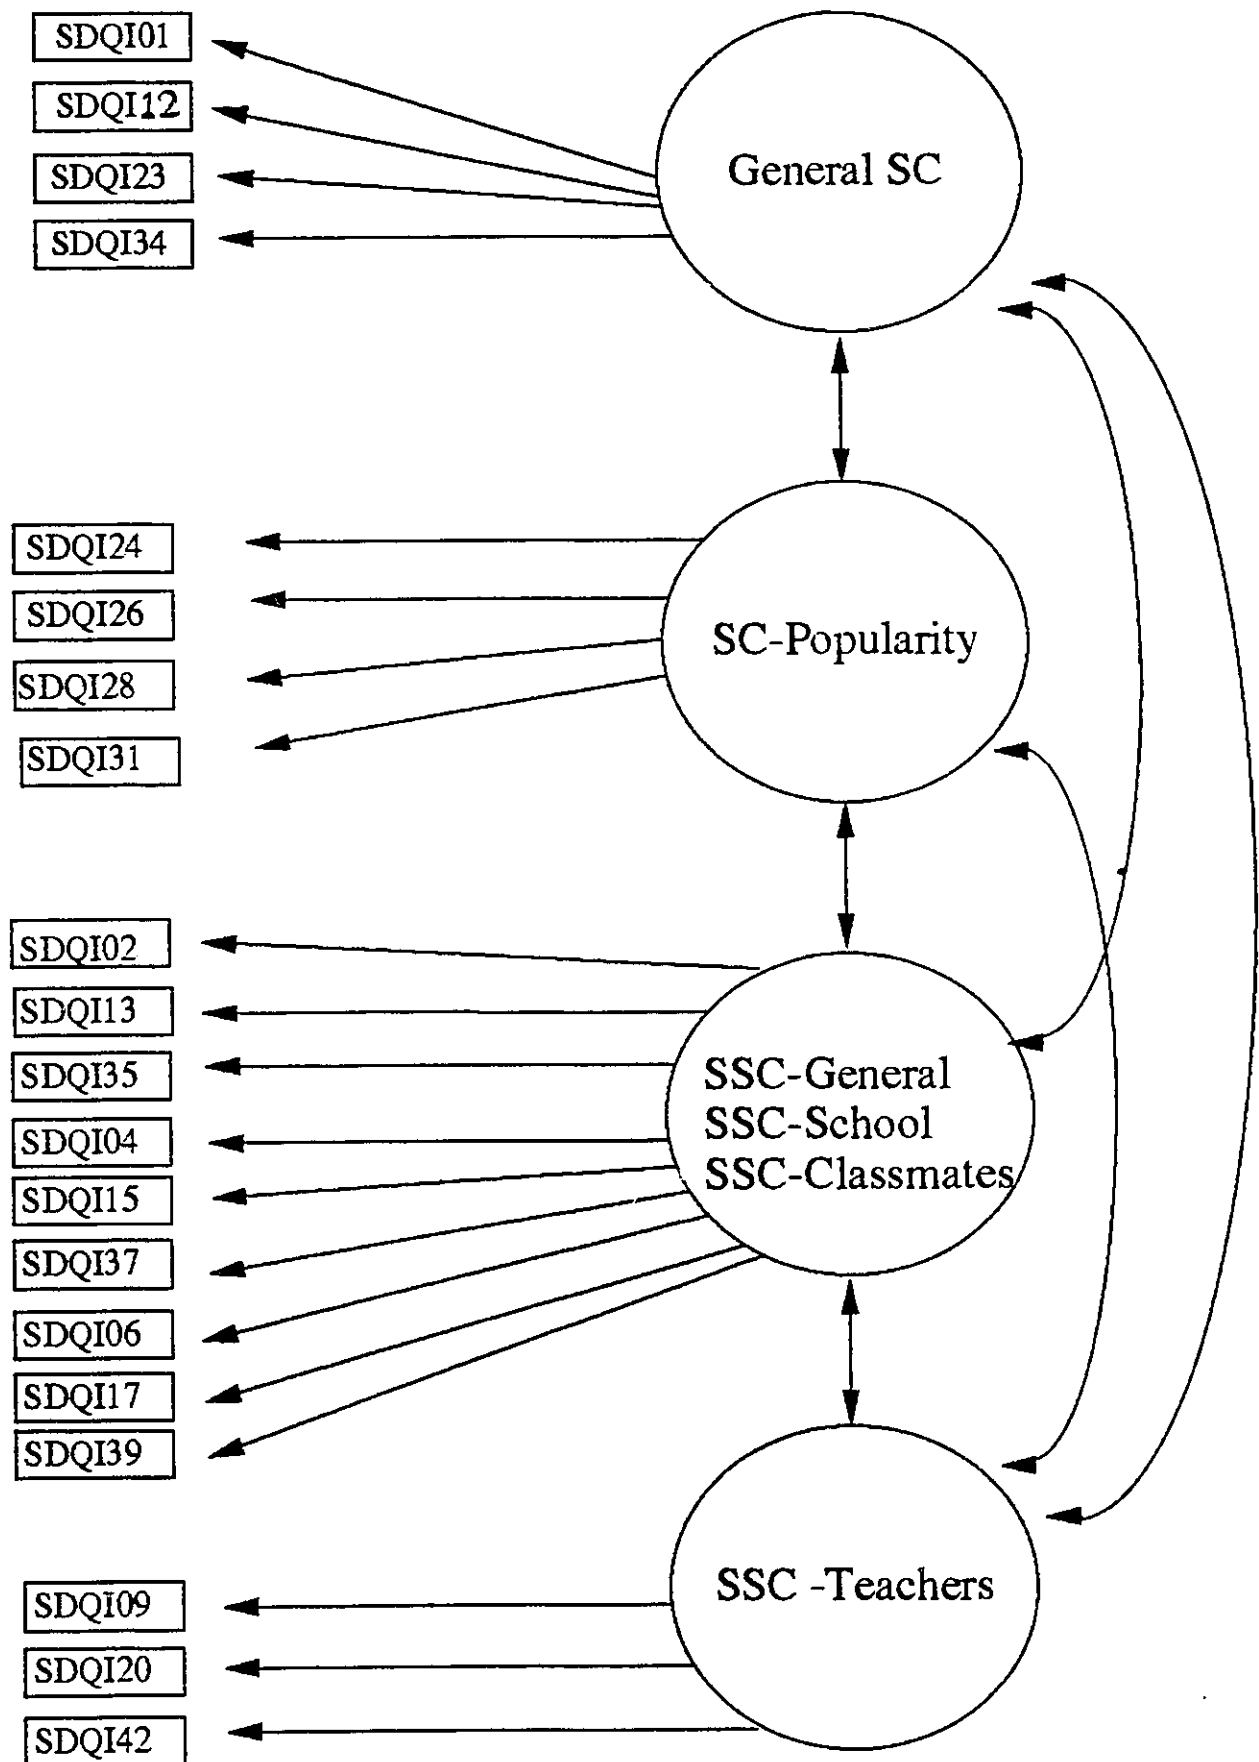 SDQI01
SDQI12
SDQI23
SDQI34
General SC
SDQI24
SDQI26
SDQI28
SDQI31
SC-Popularity
SDQI02
SDQI13
SDQI35
SDQI04
SDQI15
SDQI37
SDQI06
SDQI17
SDQI39
SSC-General
SSC-School
SSC-Classmates
SDQI09
SDQI20
SDQI42
SSC -Teachers